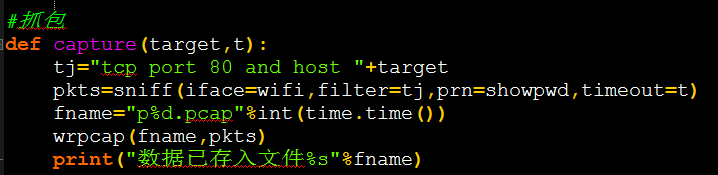 #抓包
def capture(target,t):
    tj="tcp port 80 and host "+target
    pkts=sniff(iface=wifi,filter=tj,prn=showpwd,timeout=t)
    fname="p%d.pcap"%int(time.time())
    wrpcap(fname,pkts)
    print("数据已存入文件%s"%fname)